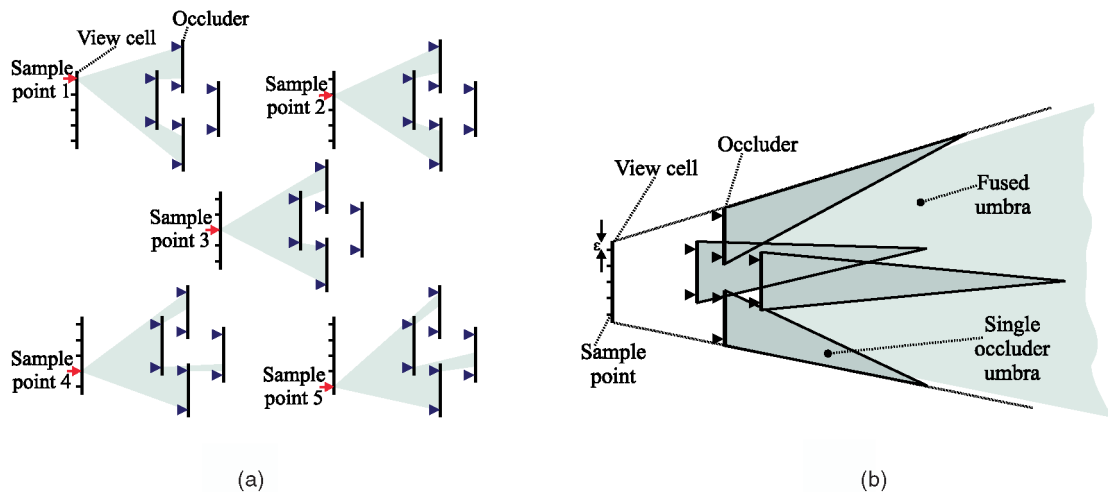 View cell
Occluder
Sample
point 1
Sample
point 2
Sample
point 3
Sample
point 4
Sample
point 5
(a)
View cell
Occluder
ε
Fused
umbra
Single
occluder
umbra
Sample
point
(b)